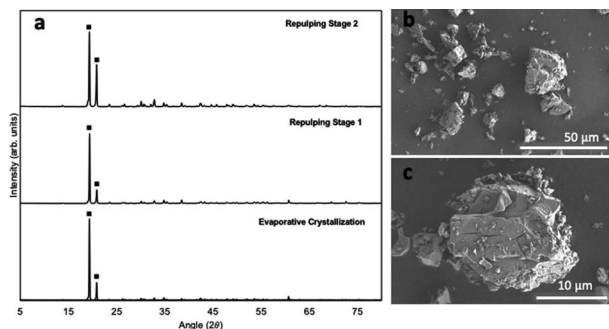 a
Repulping Stage 2
Repulping Stage 1
Evaporative Crystallization
Intensity (arb. units)
5 15 25 35 45 55 65 75
Angle (2θ)
b
50 μm
c
10 μm